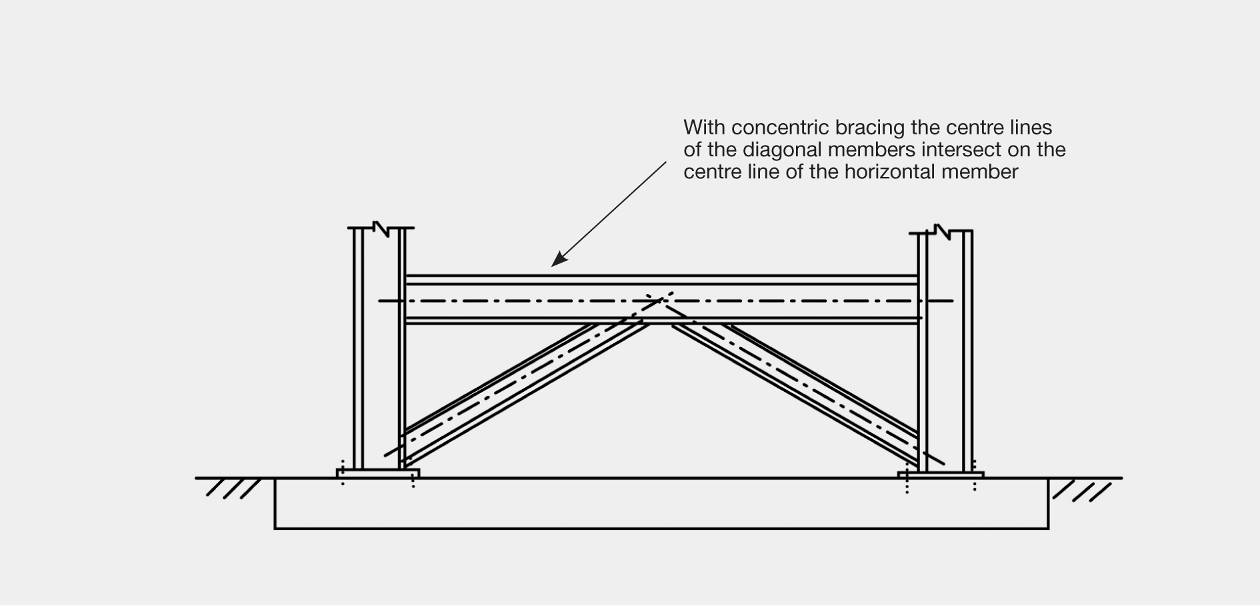 With concentric bracing the centre lines
of the diagonal members intersect on the
centre line of the horizontal member